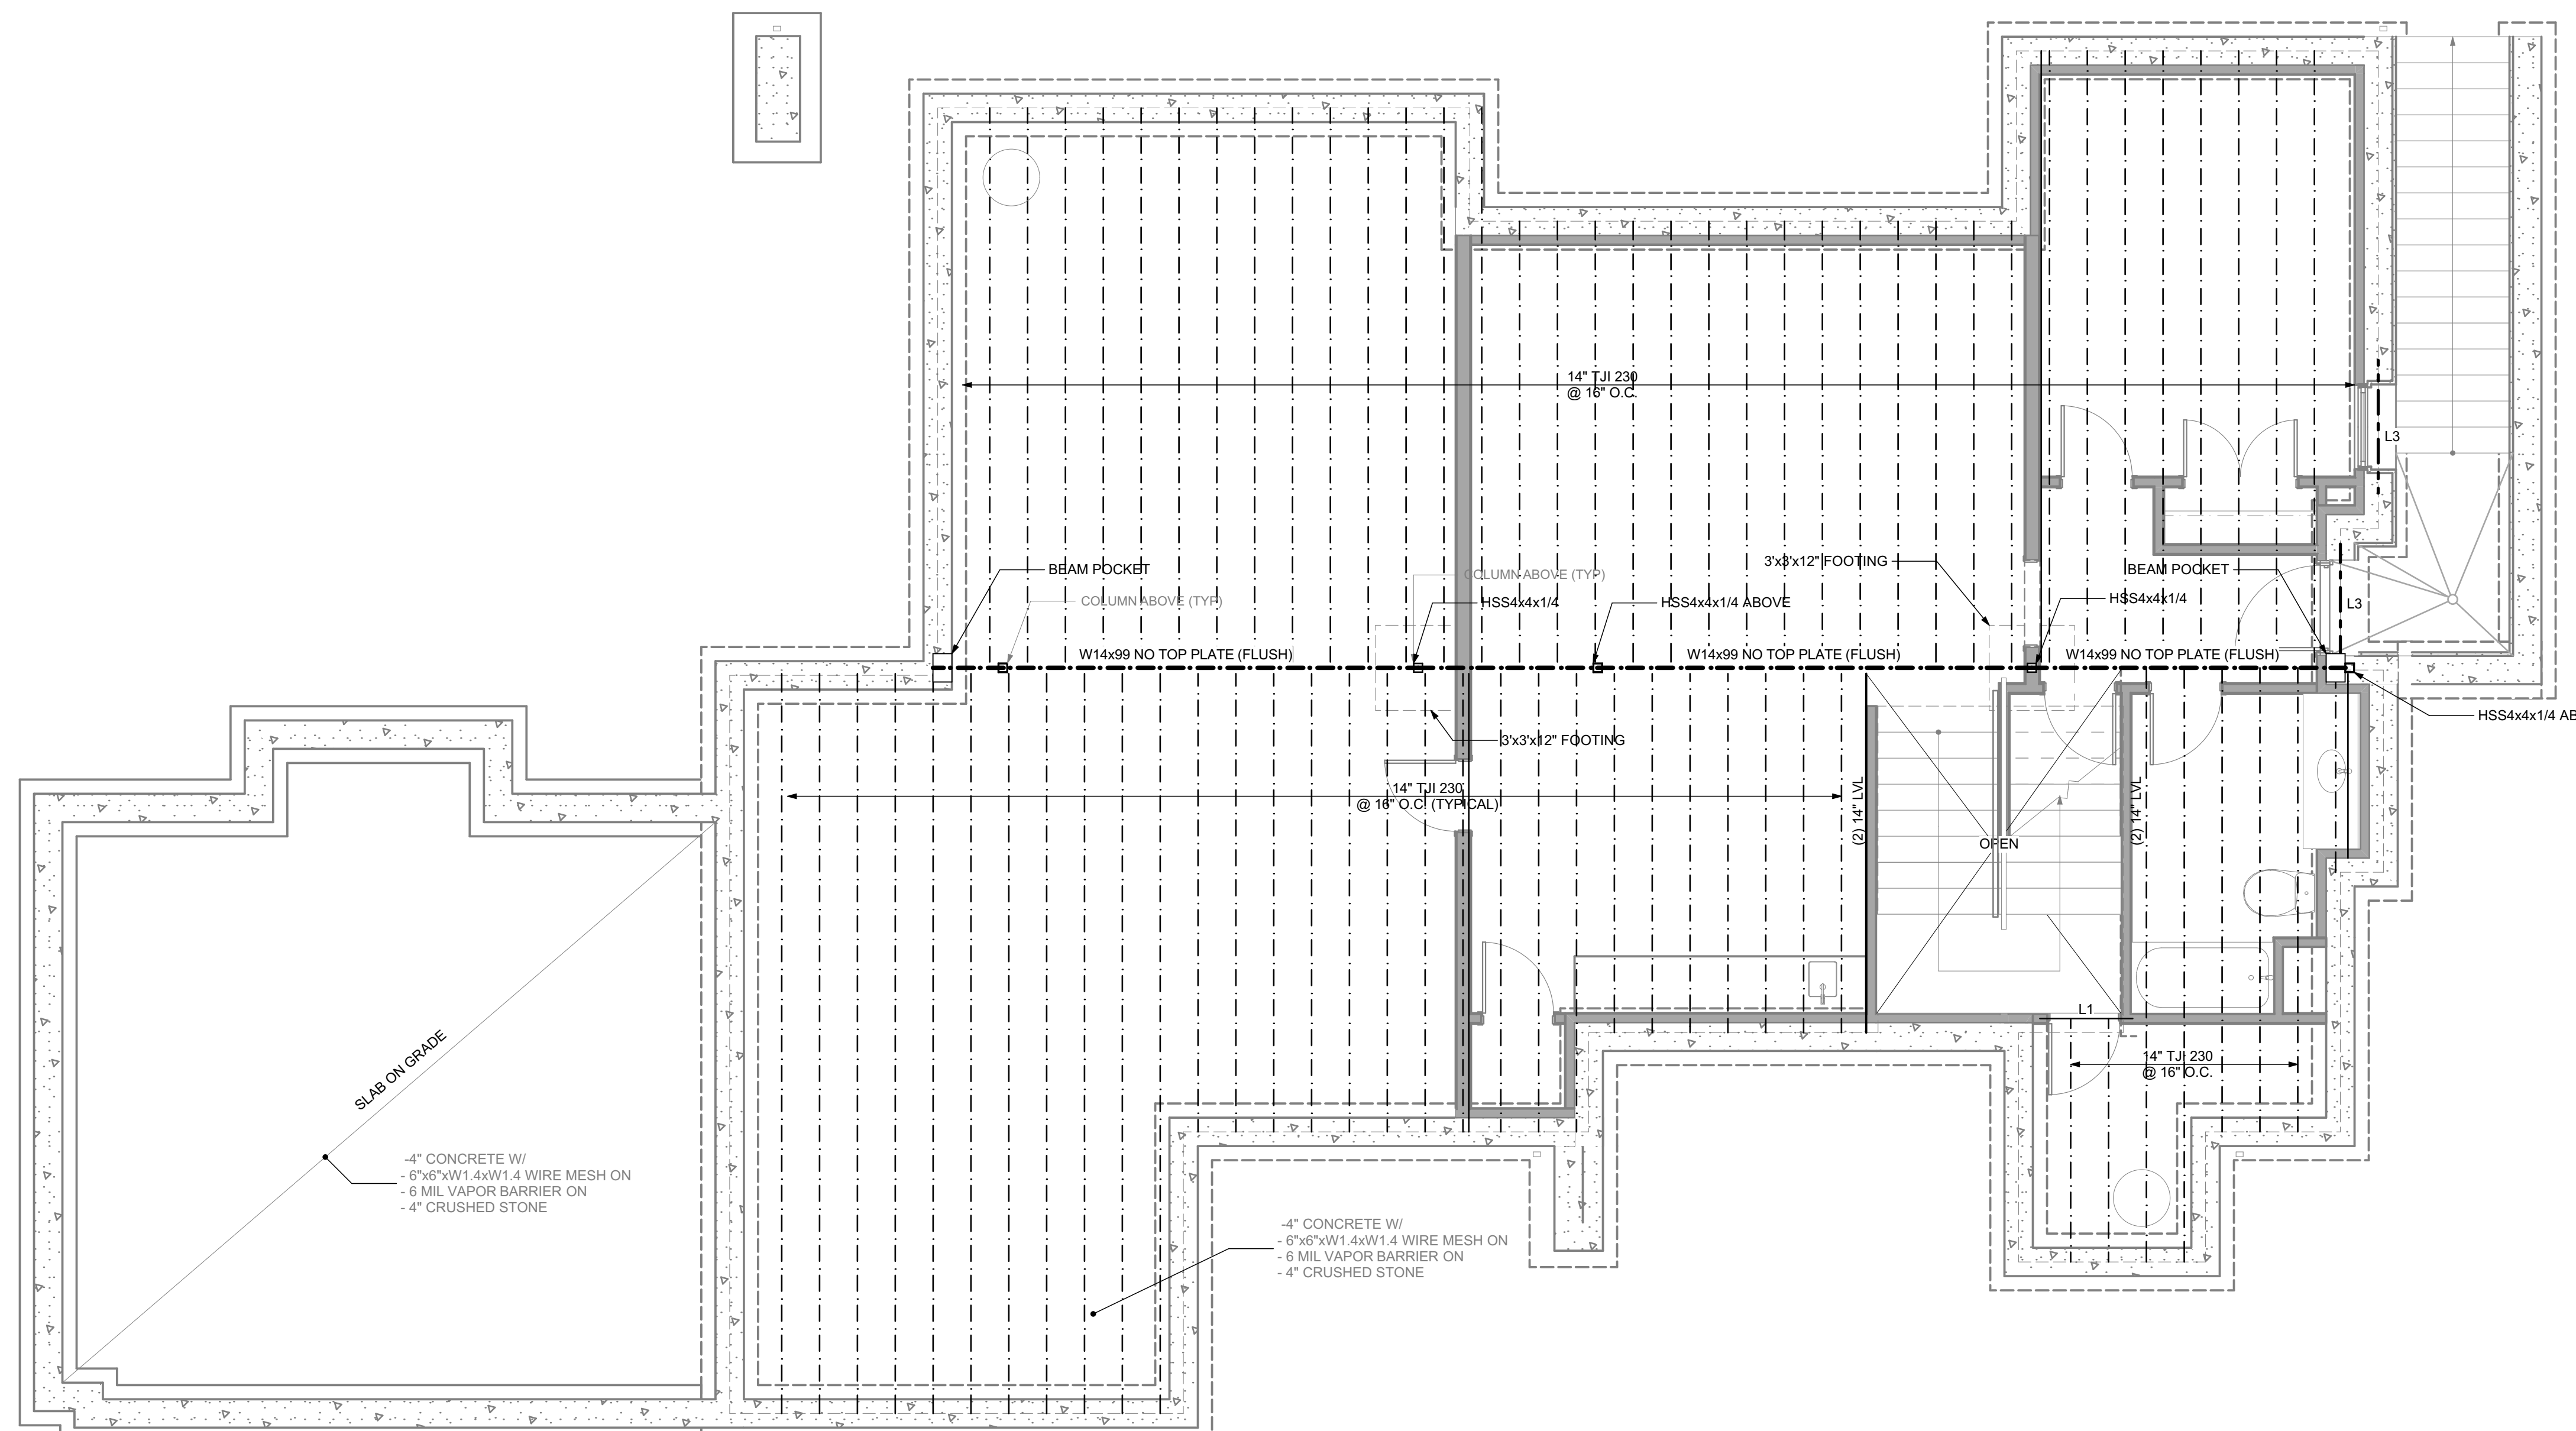 14" TJI 230
@ 16" O.C.
L3
3'x3'x12" FOOTING
BEAM POCKET
BEAM POCKET
COLUMN ABOVE (TYP)
COLUMN ABOVE (TYP)
HSS4x4x1/4
HSS4x4x1/4 ABOVE
HSS4x4x1/4
L3
W14x99 NO TOP PLATE (FLUSH)
W14x99 NO TOP PLATE (FLUSH)
W14x99 NO TOP PLATE (FLUSH)
HSS4x4x1/4 AB
3'x3'x12" FOOTING
14" TJI 230
@ 16" O.C. (TYPICAL)
(2) 14" LVL
(2) 14" LVL
OPEN
L1
SLAB ON GRADE
14" TJI 230
@ 16" O.C.
-4" CONCRETE W/
- 6"x6"xW1.4xW1.4 WIRE MESH ON
- 6 MIL VAPOR BARRIER ON
- 4" CRUSHED STONE
-4" CONCRETE W/
- 6"x6"xW1.4xW1.4 WIRE MESH ON
- 6 MIL VAPOR BARRIER ON
- 4" CRUSHED STONE